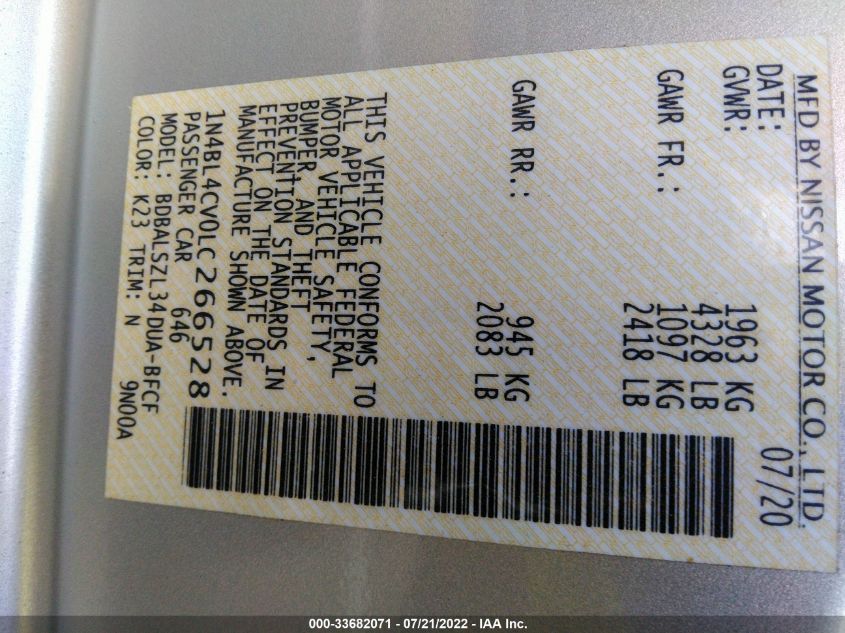 MFD BY NISSAN MOTOR CO., LTD.
DATE: 07/20
GVWR: 1963 KG
4328 LB
GAWR FR.: 1097 KG
2418 LB
GAWR RR.: 945 KG
2083 LB
THIS VEHICLE CONFORMS TO
ALL APPLICABLE FEDERAL
MOTOR VEHICLE SAFETY,
BUMPER, AND THEFT
PREVENTION STANDARDS IN
EFFECT ON THE DATE OF
MANUFACTURE SHOWN ABOVE.
1N4BL4CV0LC266528
PASSENGER CAR 646
MODEL: BDBALSZL34DUA-BFCF
COLOR: K23 TRIM: N 9N00A
000-33682071 - 07/21/2022 - IAA Inc.